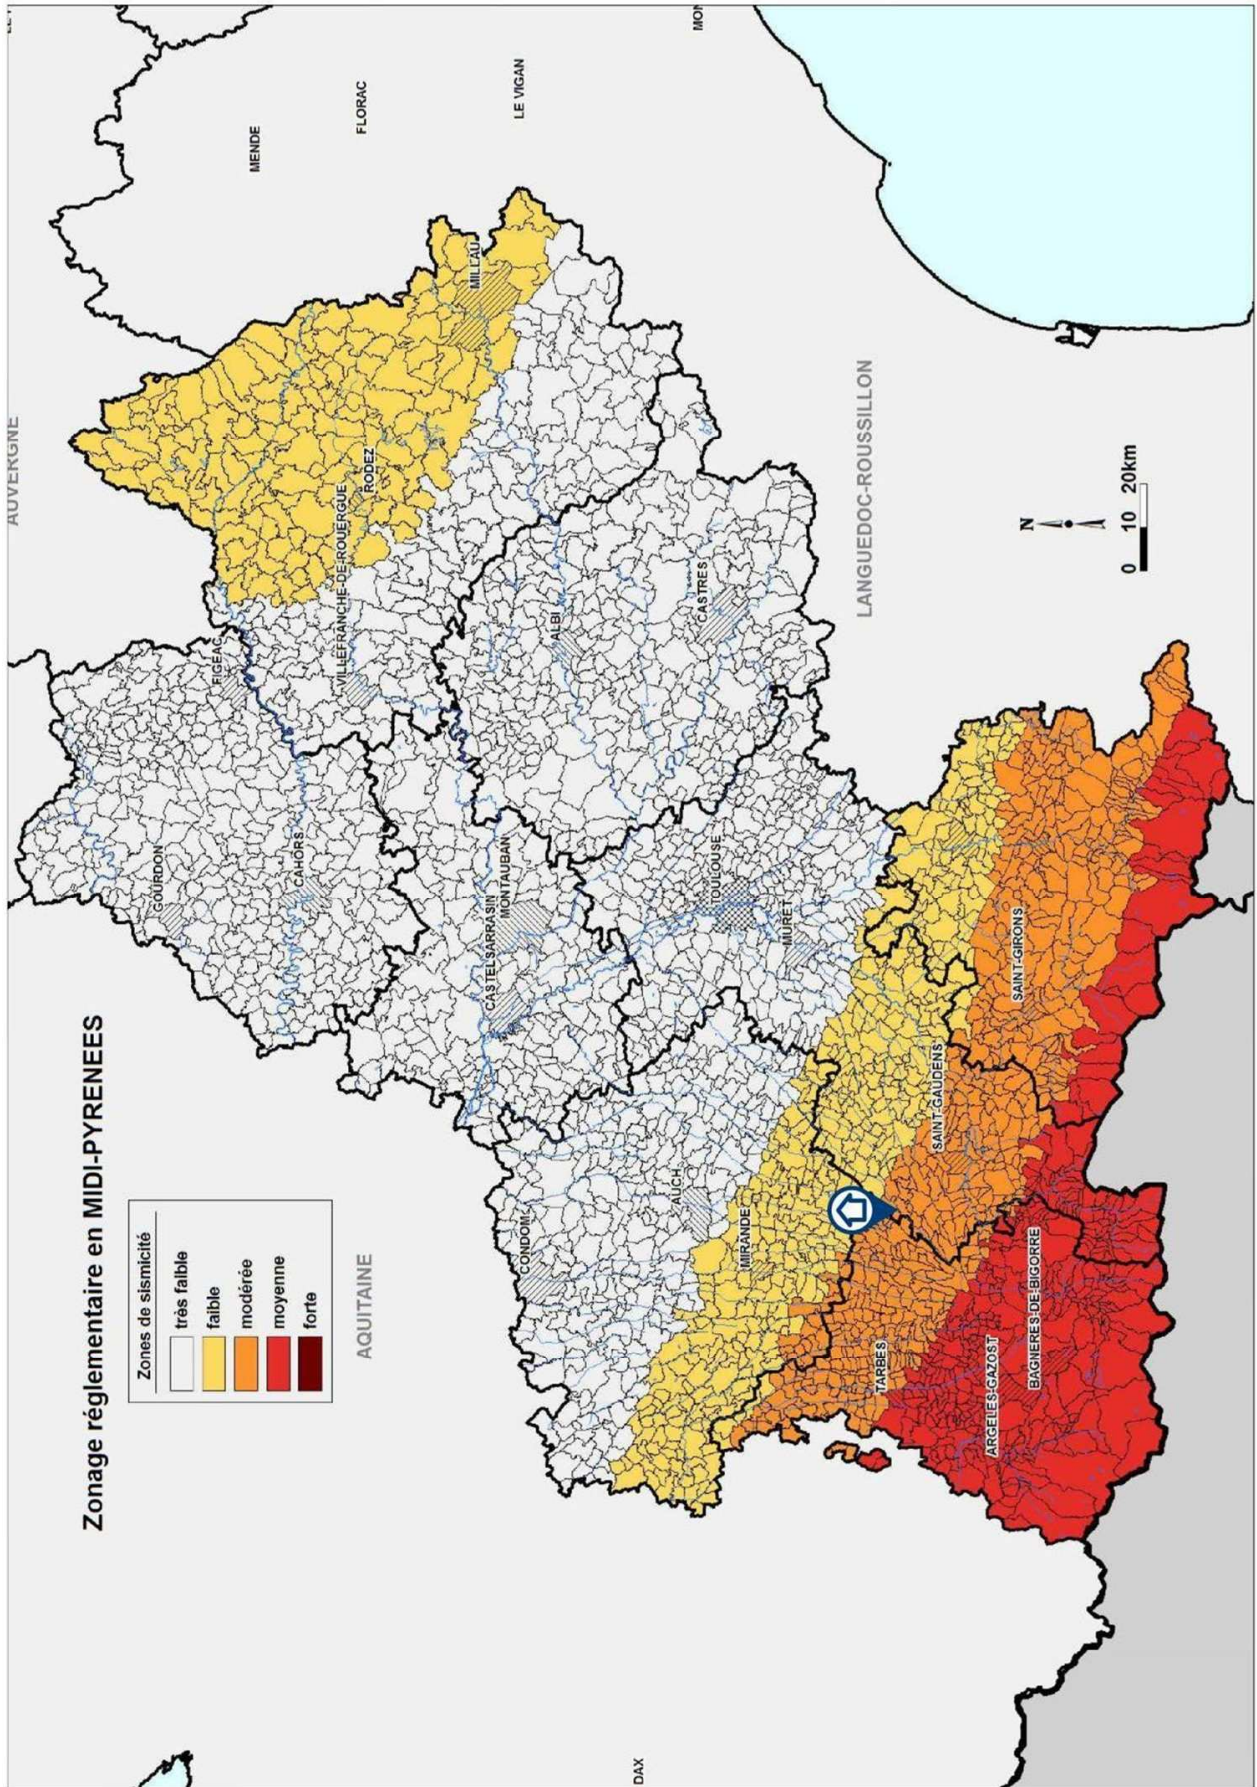 Zonage réglementaire en MIDI-PYRENEES
Zones de sismicité
très faible
faible
modérée
moyenne
forte
AUVERGNE
AQUITAINE
LANGUEDOC-ROUSSILLON
MENDE
FLORAC
LE VIGAN
MILLAU
RODEZ
VILLEFRANCHE-DE-ROUERGUE
FIGEAC
GOURDON
CAHORS
MONTAUBAN
CASTELSARRASIN
ALBI
CASTRES
TOULOUSE
MURET
CONDOM
AUCH
MIRANDE
SAINT-GIRONS
SAINT-GAUDENS
TARBES
BAGNERES-DE-BIGORRE
ARGELES-GAZOST
DAX
N
0 10 20km